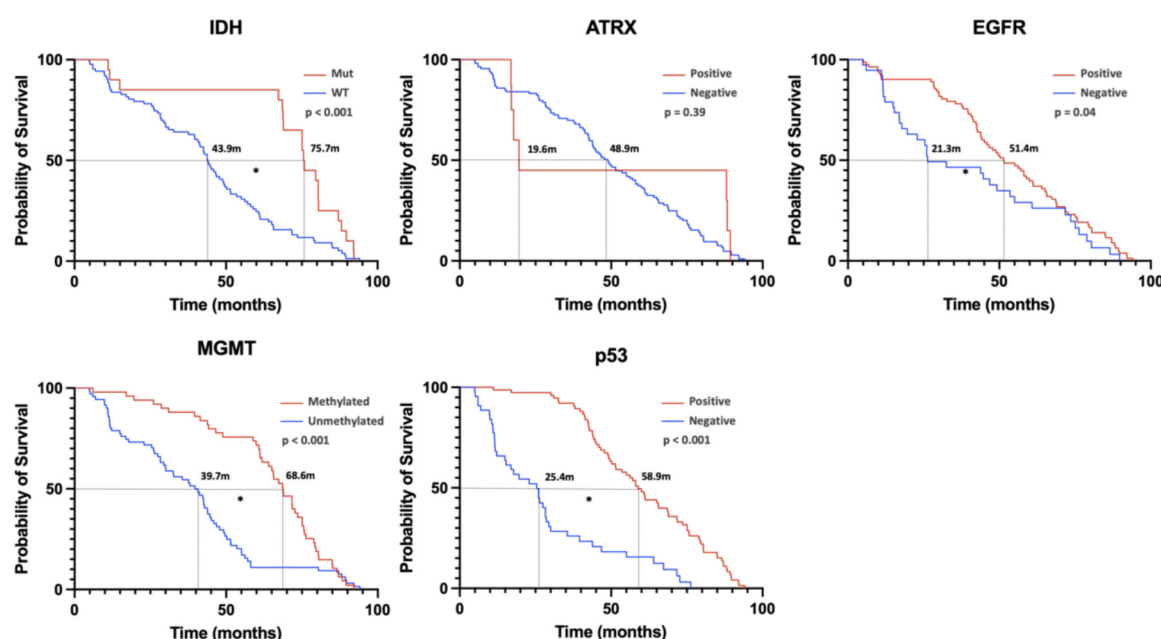 IDH
Probability of Survival
100
50
0
0
50
100
Time (months)
Mut
WT
p < 0.001
43.9m
75.7m
*
ATRX
Probability of Survival
100
50
0
0
50
100
Time (months)
Positive
Negative
p = 0.39
19.6m
48.9m
EGFR
Probability of Survival
100
50
0
0
50
100
Time (months)
Positive
Negative
p = 0.04
21.3m
51.4m
*
MGMT
Probability of Survival
100
50
0
0
50
100
Time (months)
Methylated
Unmethylated
p < 0.001
39.7m
68.6m
*
p53
Probability of Survival
100
50
0
0
50
100
Time (months)
Positive
Negative
p < 0.001
25.4m
58.9m
*